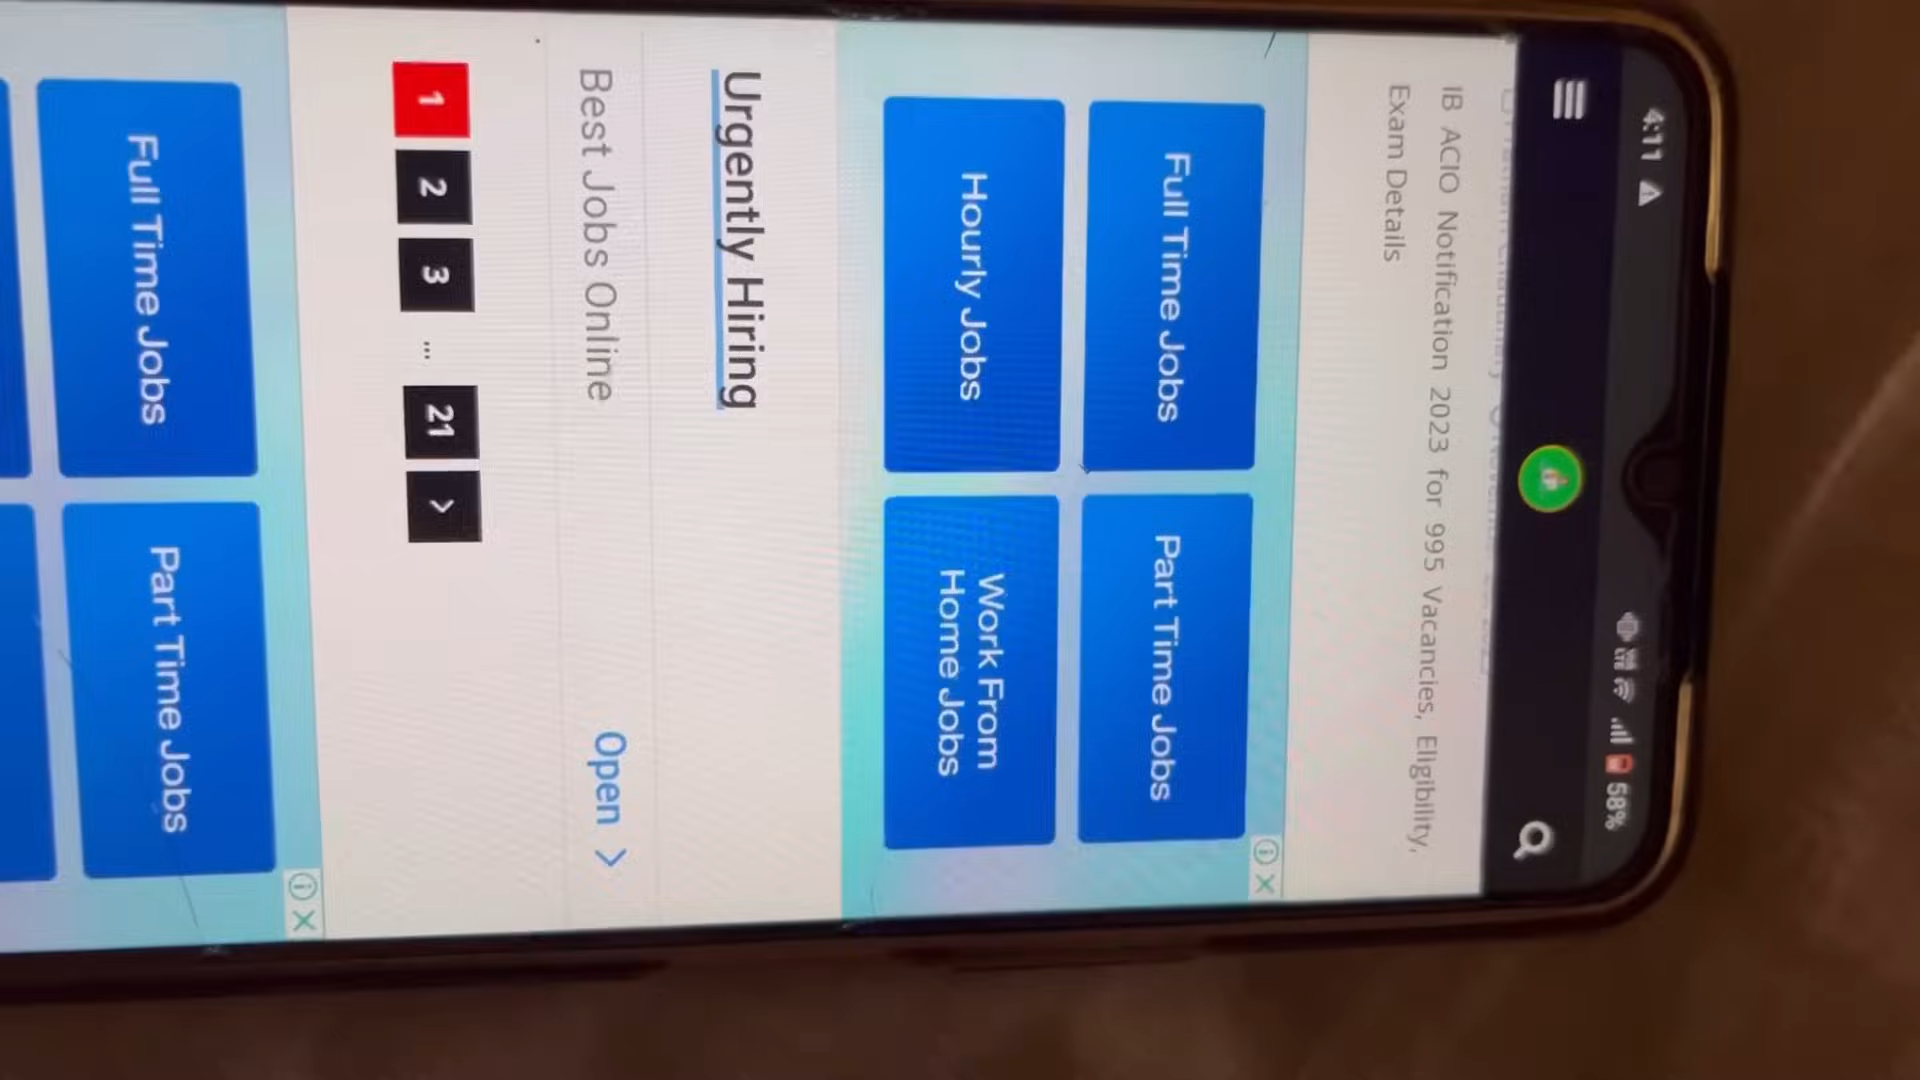 4:11
58%
IB ACIO Notification 2023 for 995 Vacancies, Eligibility,
Exam Details
Full Time Jobs
Part Time Jobs
Hourly Jobs
Work From
Home Jobs
Urgently Hiring
Best Jobs Online
Open >
1 2 3 ... 21 >
Full Time Jobs
Part Time Jobs